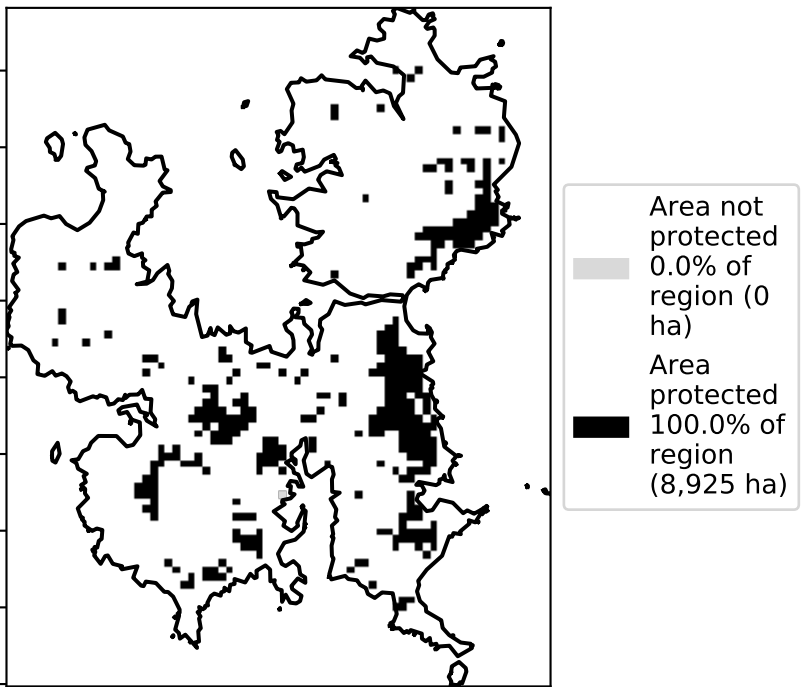 Area not
protected
0.0% of
region (0
ha)
Area
protected
100.0% of
region
(8,925 ha)